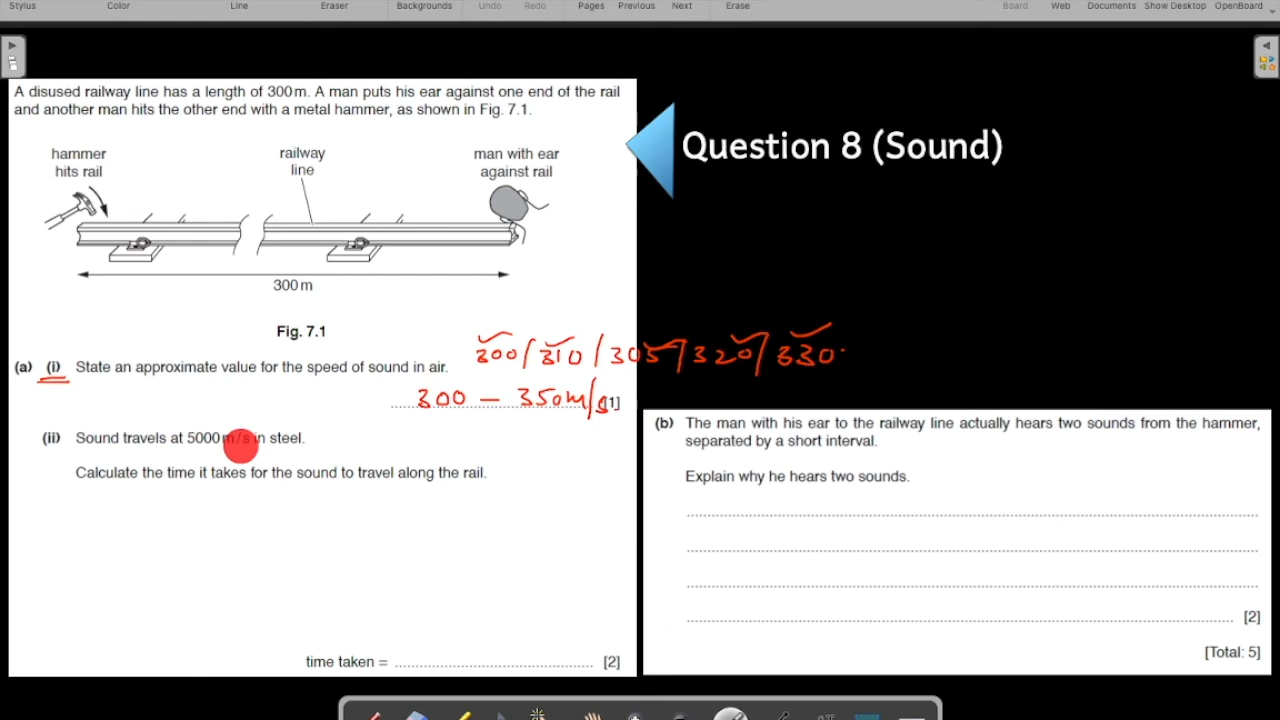 Stylus Color Line Eraser Backgrounds Undo Redo Pages Previous Next Erase Board Web Documents Show Desktop OpenBoard
A disused railway line has a length of 300 m. A man puts his ear against one end of the rail
and another man hits the other end with a metal hammer, as shown in Fig. 7.1.
hammer
hits rail
railway
line
man with ear
against rail
300 m
Fig. 7.1
Question 8 (Sound)
300 / 310 / 305 / 320 / 330
(a) (i) State an approximate value for the speed of sound in air.
300 – 350 m/s [1]
(ii) Sound travels at 5000 m/s in steel.
Calculate the time it takes for the sound to travel along the rail.
time taken = [2]
(b) The man with his ear to the railway line actually hears two sounds from the hammer,
separated by a short interval.
Explain why he hears two sounds.
[2]
[Total: 5]